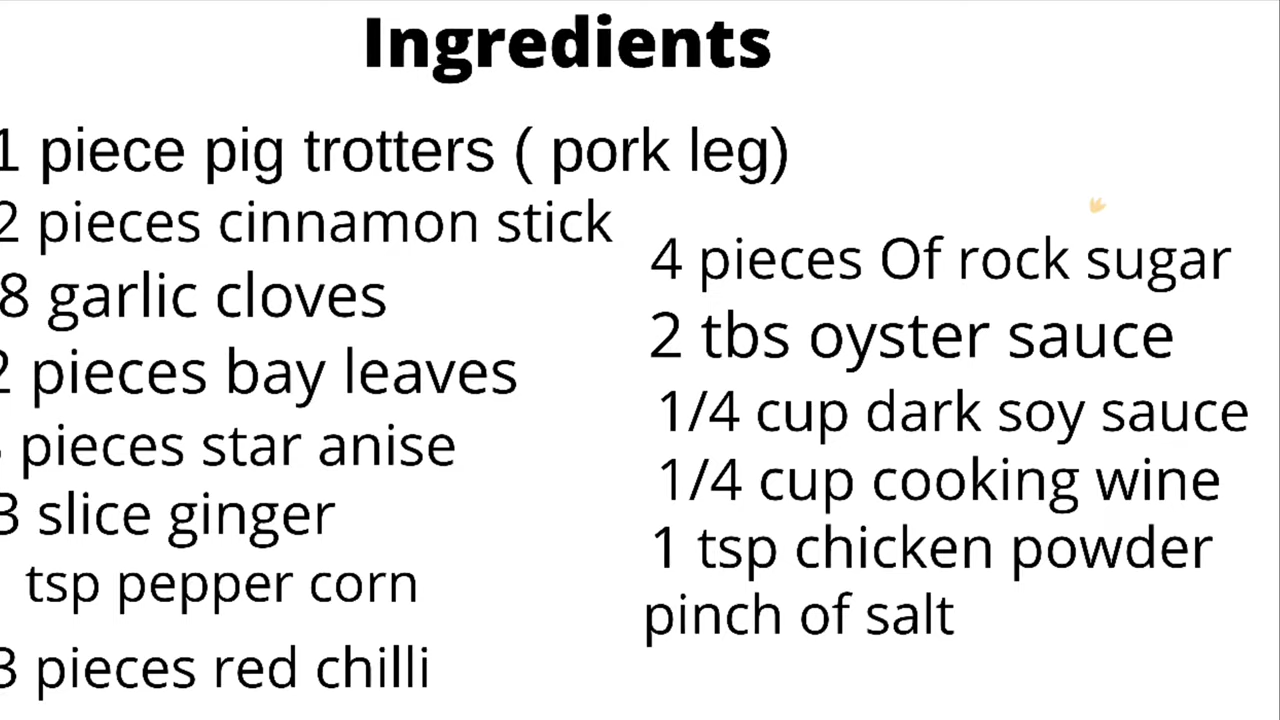 Ingredients
1 piece pig trotters ( pork leg)
2 pieces cinnamon stick
8 garlic cloves
2 pieces bay leaves
pieces star anise
3 slice ginger
tsp pepper corn
3 pieces red chilli
4 pieces Of rock sugar
2 tbs oyster sauce
1/4 cup dark soy sauce
1/4 cup cooking wine
1 tsp chicken powder
pinch of salt